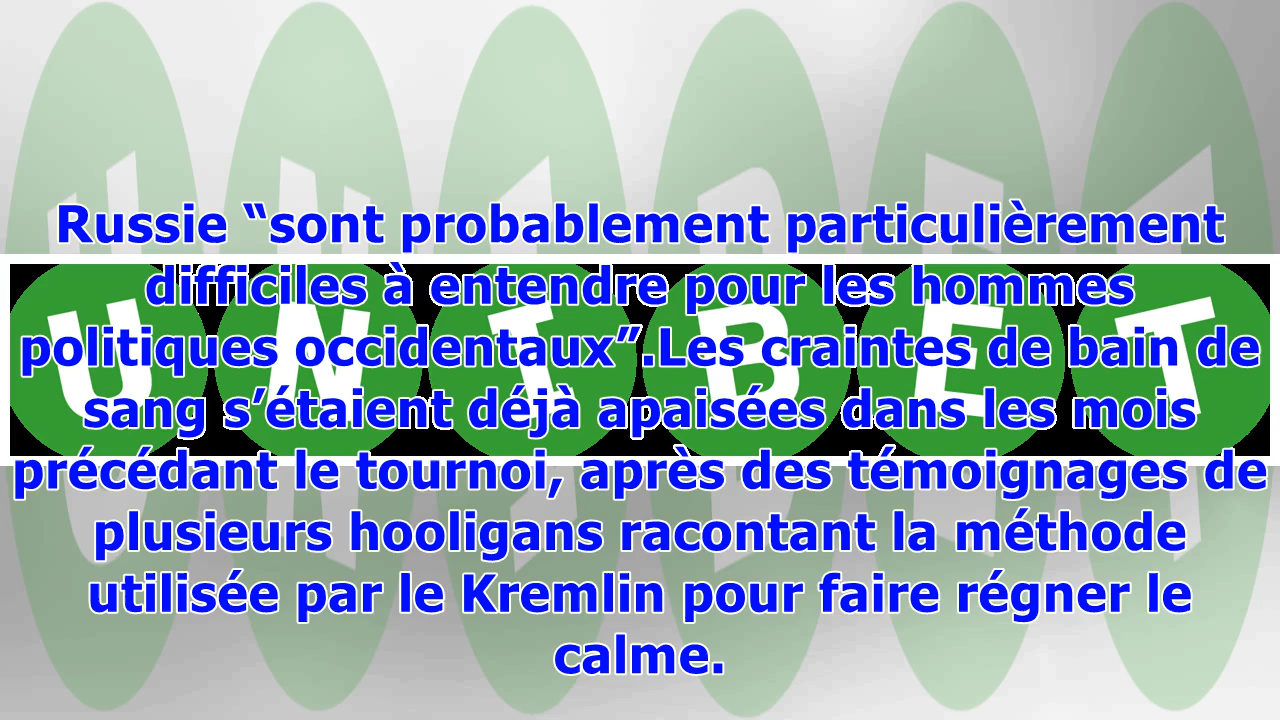 Russie “sont probablement particulièrement
difficiles à entendre pour les hommes
politiques occidentaux”.Les craintes de bain de
sang s’étaient déjà apaisées dans les mois
précédant le tournoi, après des témoignages de
plusieurs hooligans racontant la méthode
utilisée par le Kremlin pour faire régner le
calme.
UNIBET